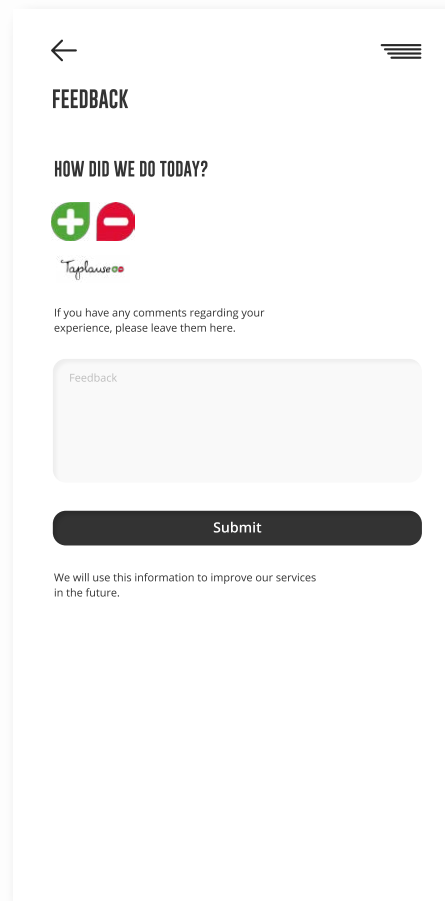 FEEDBACK
HOW DID WE DO TODAY?
Taplause
If you have any comments regarding your
experience, please leave them here.
Feedback
Submit
We will use this information to improve our services
in the future.